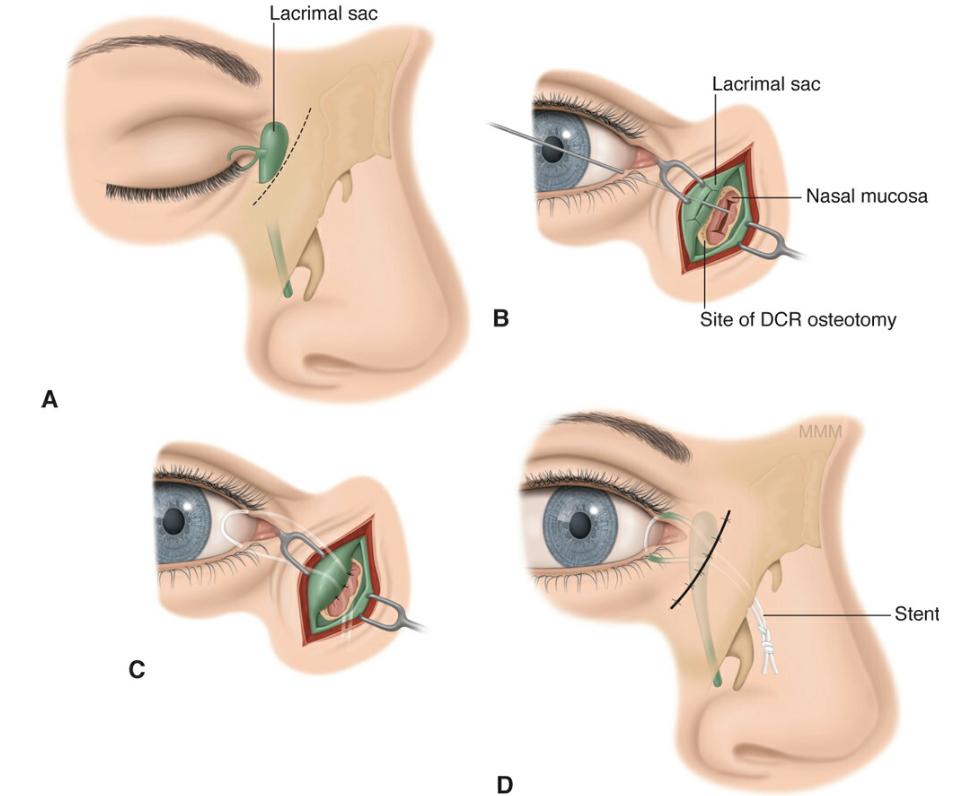 Lacrimal sac
A
Lacrimal sac
Nasal mucosa
Site of DCR osteotomy
B
C
MMM
Stent
D